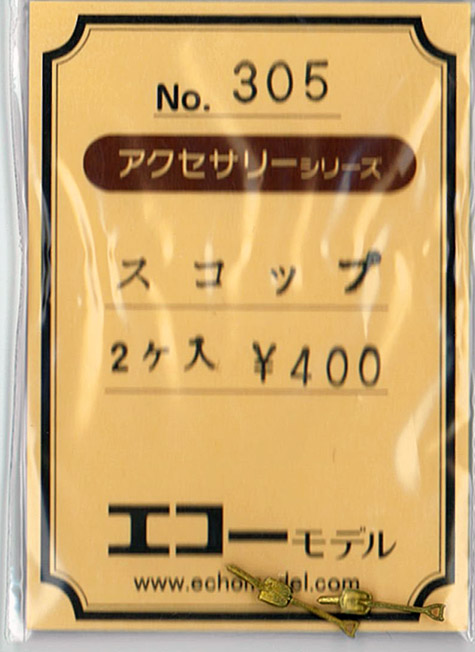 No. 305
アクセサリーシリーズ
スコップ
2ケ入 ¥400
エコーモデル
www.echomodel.com